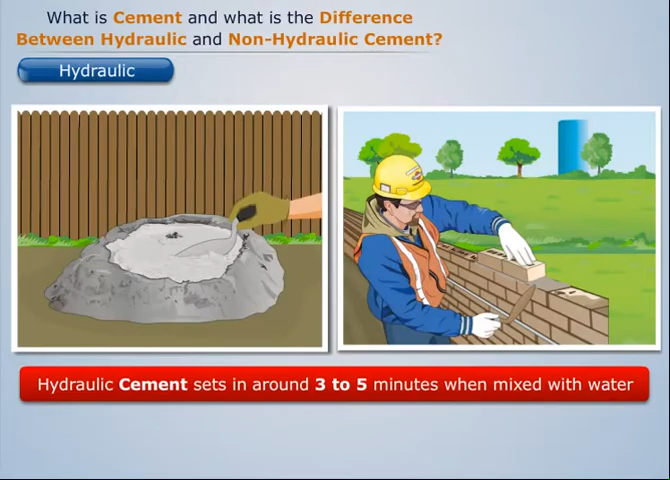 What is Cement and what is the Difference
Between Hydraulic and Non-Hydraulic Cement?
Hydraulic
Hydraulic Cement sets in around 3 to 5 minutes when mixed with water